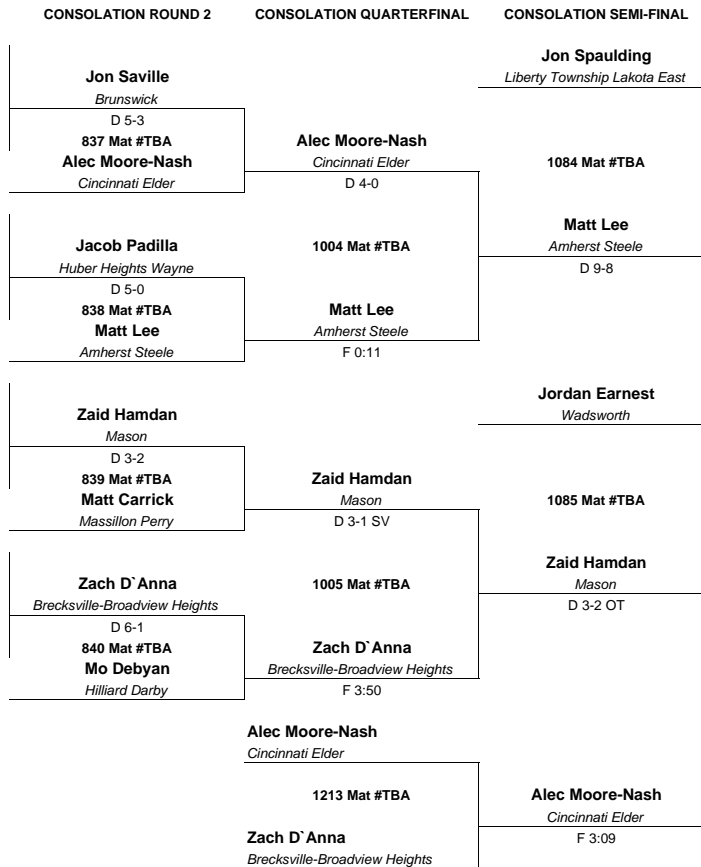 CONSOLATION ROUND 2
CONSOLATION QUARTERFINAL
CONSOLATION SEMI-FINAL
Jon Spaulding
Liberty Township Lakota East
Jon Saville
Brunswick
D 5-3
837 Mat #TBA
Alec Moore-Nash
Cincinnati Elder
Alec Moore-Nash
Cincinnati Elder
D 4-0
1084 Mat #TBA
Matt Lee
Amherst Steele
D 9-8
Jacob Padilla
Huber Heights Wayne
D 5-0
838 Mat #TBA
Matt Lee
Amherst Steele
1004 Mat #TBA
Matt Lee
Amherst Steele
F 0:11
Jordan Earnest
Wadsworth
Zaid Hamdan
Mason
D 3-2
839 Mat #TBA
Matt Carrick
Massillon Perry
Zaid Hamdan
Mason
D 3-1 SV
1085 Mat #TBA
Zaid Hamdan
Mason
D 3-2 OT
Zach D`Anna
Brecksville-Broadview Heights
D 6-1
840 Mat #TBA
Mo Debyan
Hilliard Darby
1005 Mat #TBA
Zach D`Anna
Brecksville-Broadview Heights
F 3:50
Alec Moore-Nash
Cincinnati Elder
1213 Mat #TBA
Zach D`Anna
Brecksville-Broadview Heights
Alec Moore-Nash
Cincinnati Elder
F 3:09